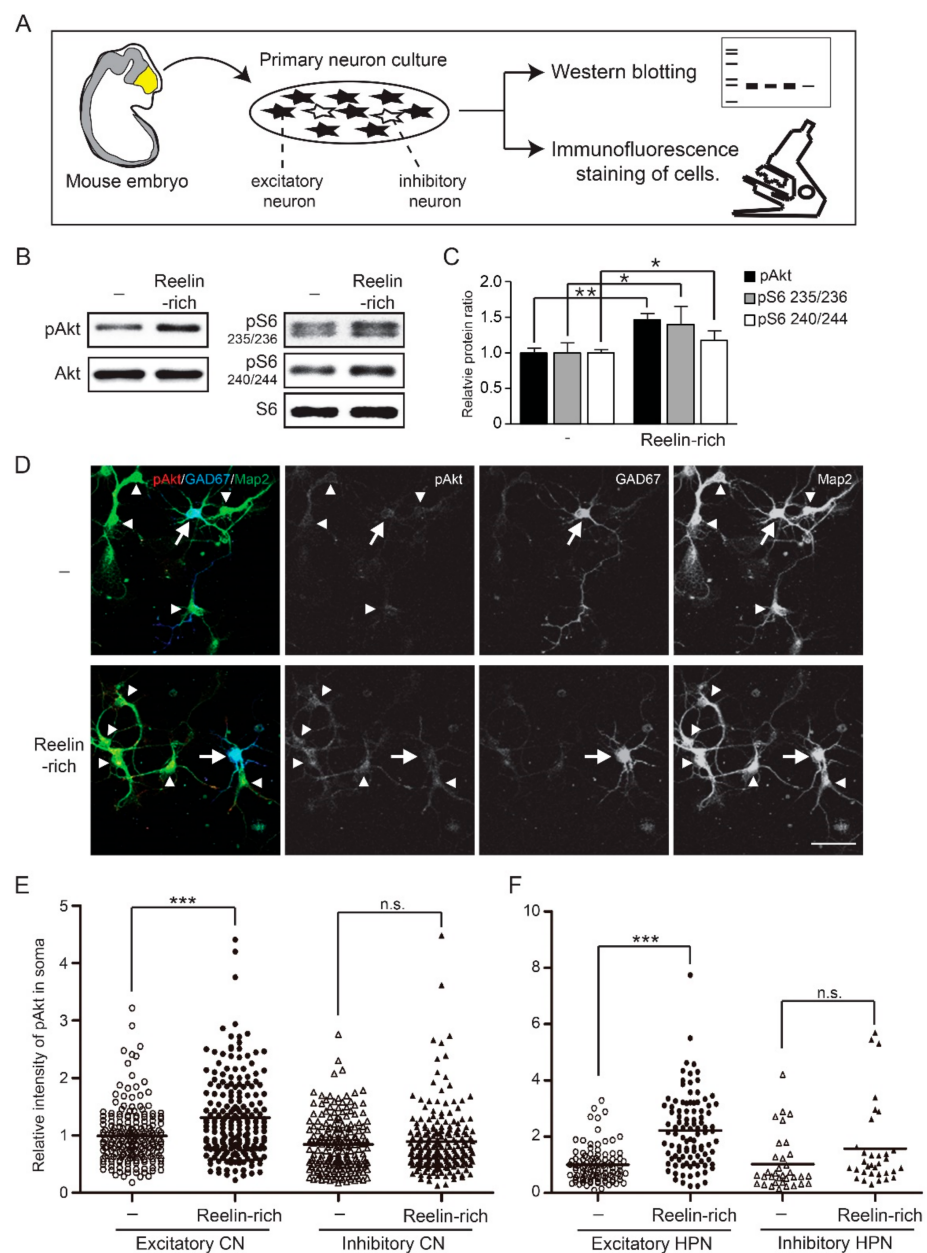 A
Mouse embryo
Primary neuron culture
excitatory
neuron
inhibitory
neuron
Western blotting
Immunofluorescence
staining of cells.
B
–
Reelin
-rich
pAkt
Akt
–
Reelin
-rich
pS6
235/236
pS6
240/244
S6
C
Relatvie protein ratio
2.0
1.5
1.0
0.5
0
**
*
*
-
Reelin-rich
pAkt
pS6 235/236
pS6 240/244
D
–
pAkt/GAD67/Map2
pAkt
GAD67
Map2
Reelin
-rich
E
Relative intensity of pAkt in soma
5
4
3
2
1
0
***
n.s.
–
Reelin-rich
–
Reelin-rich
Excitatory CN
Inhibitory CN
F
10
8
6
4
2
0
***
n.s.
–
Reelin-rich
–
Reelin-rich
Excitatory HPN
Inhibitory HPN